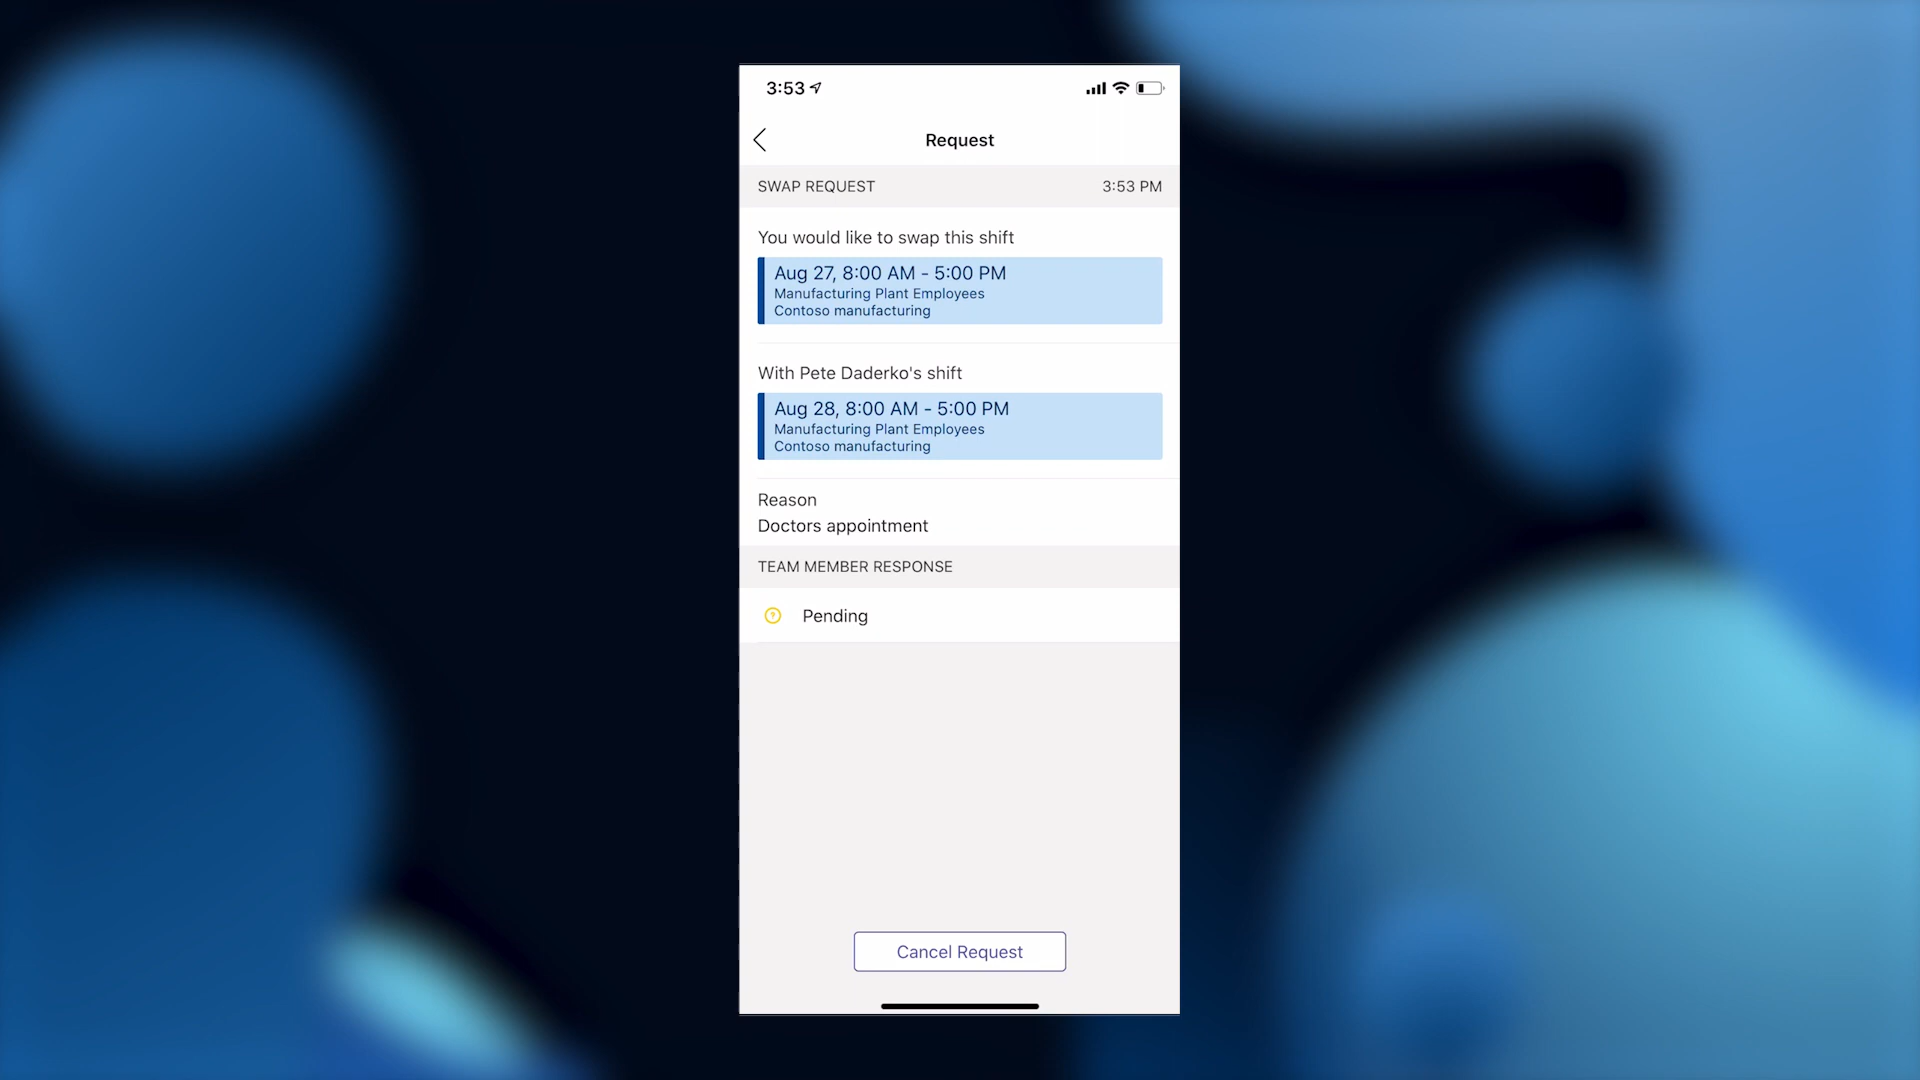 3:53
Request
SWAP REQUEST 3:53 PM
You would like to swap this shift
Aug 27, 8:00 AM - 5:00 PM
Manufacturing Plant Employees
Contoso manufacturing
With Pete Daderko's shift
Aug 28, 8:00 AM - 5:00 PM
Manufacturing Plant Employees
Contoso manufacturing
Reason
Doctors appointment
TEAM MEMBER RESPONSE
Pending
Cancel Request